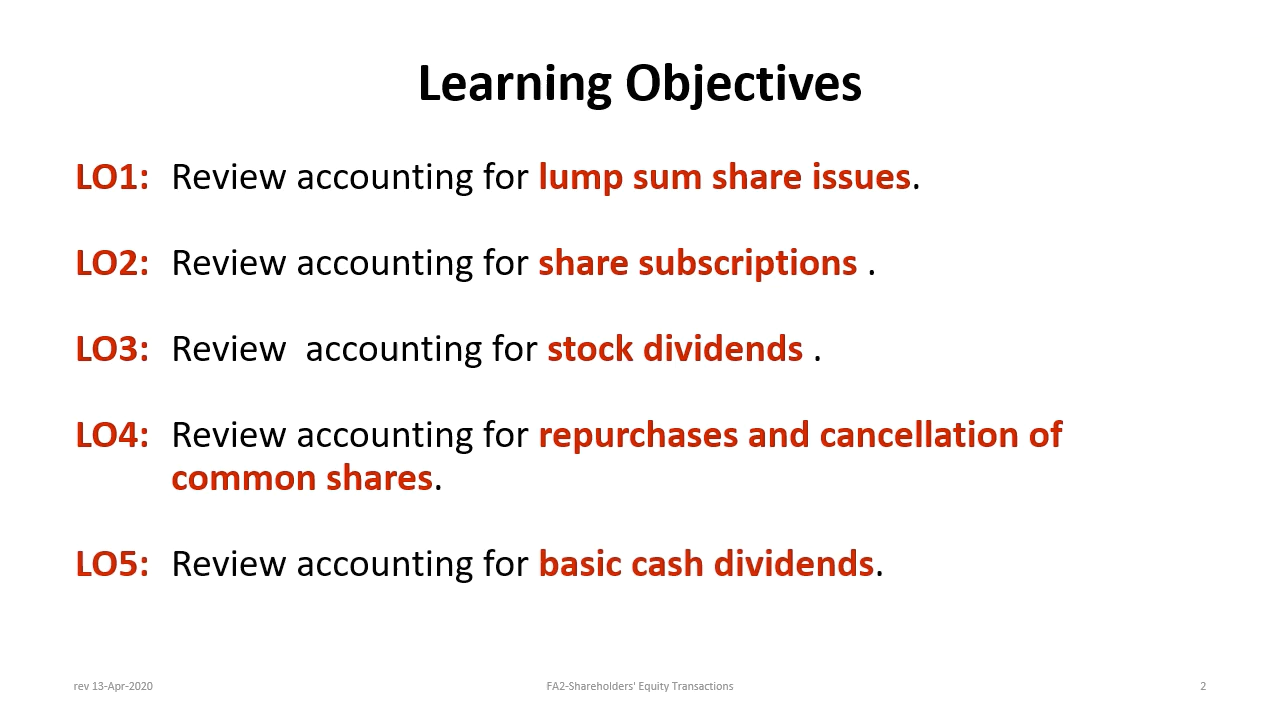 Learning Objectives
LO1: Review accounting for lump sum share issues.
LO2: Review accounting for share subscriptions .
LO3: Review  accounting for stock dividends .
LO4: Review accounting for repurchases and cancellation of
common shares.
LO5: Review accounting for basic cash dividends.
rev 13-Apr-2020 FA2-Shareholders' Equity Transactions 2